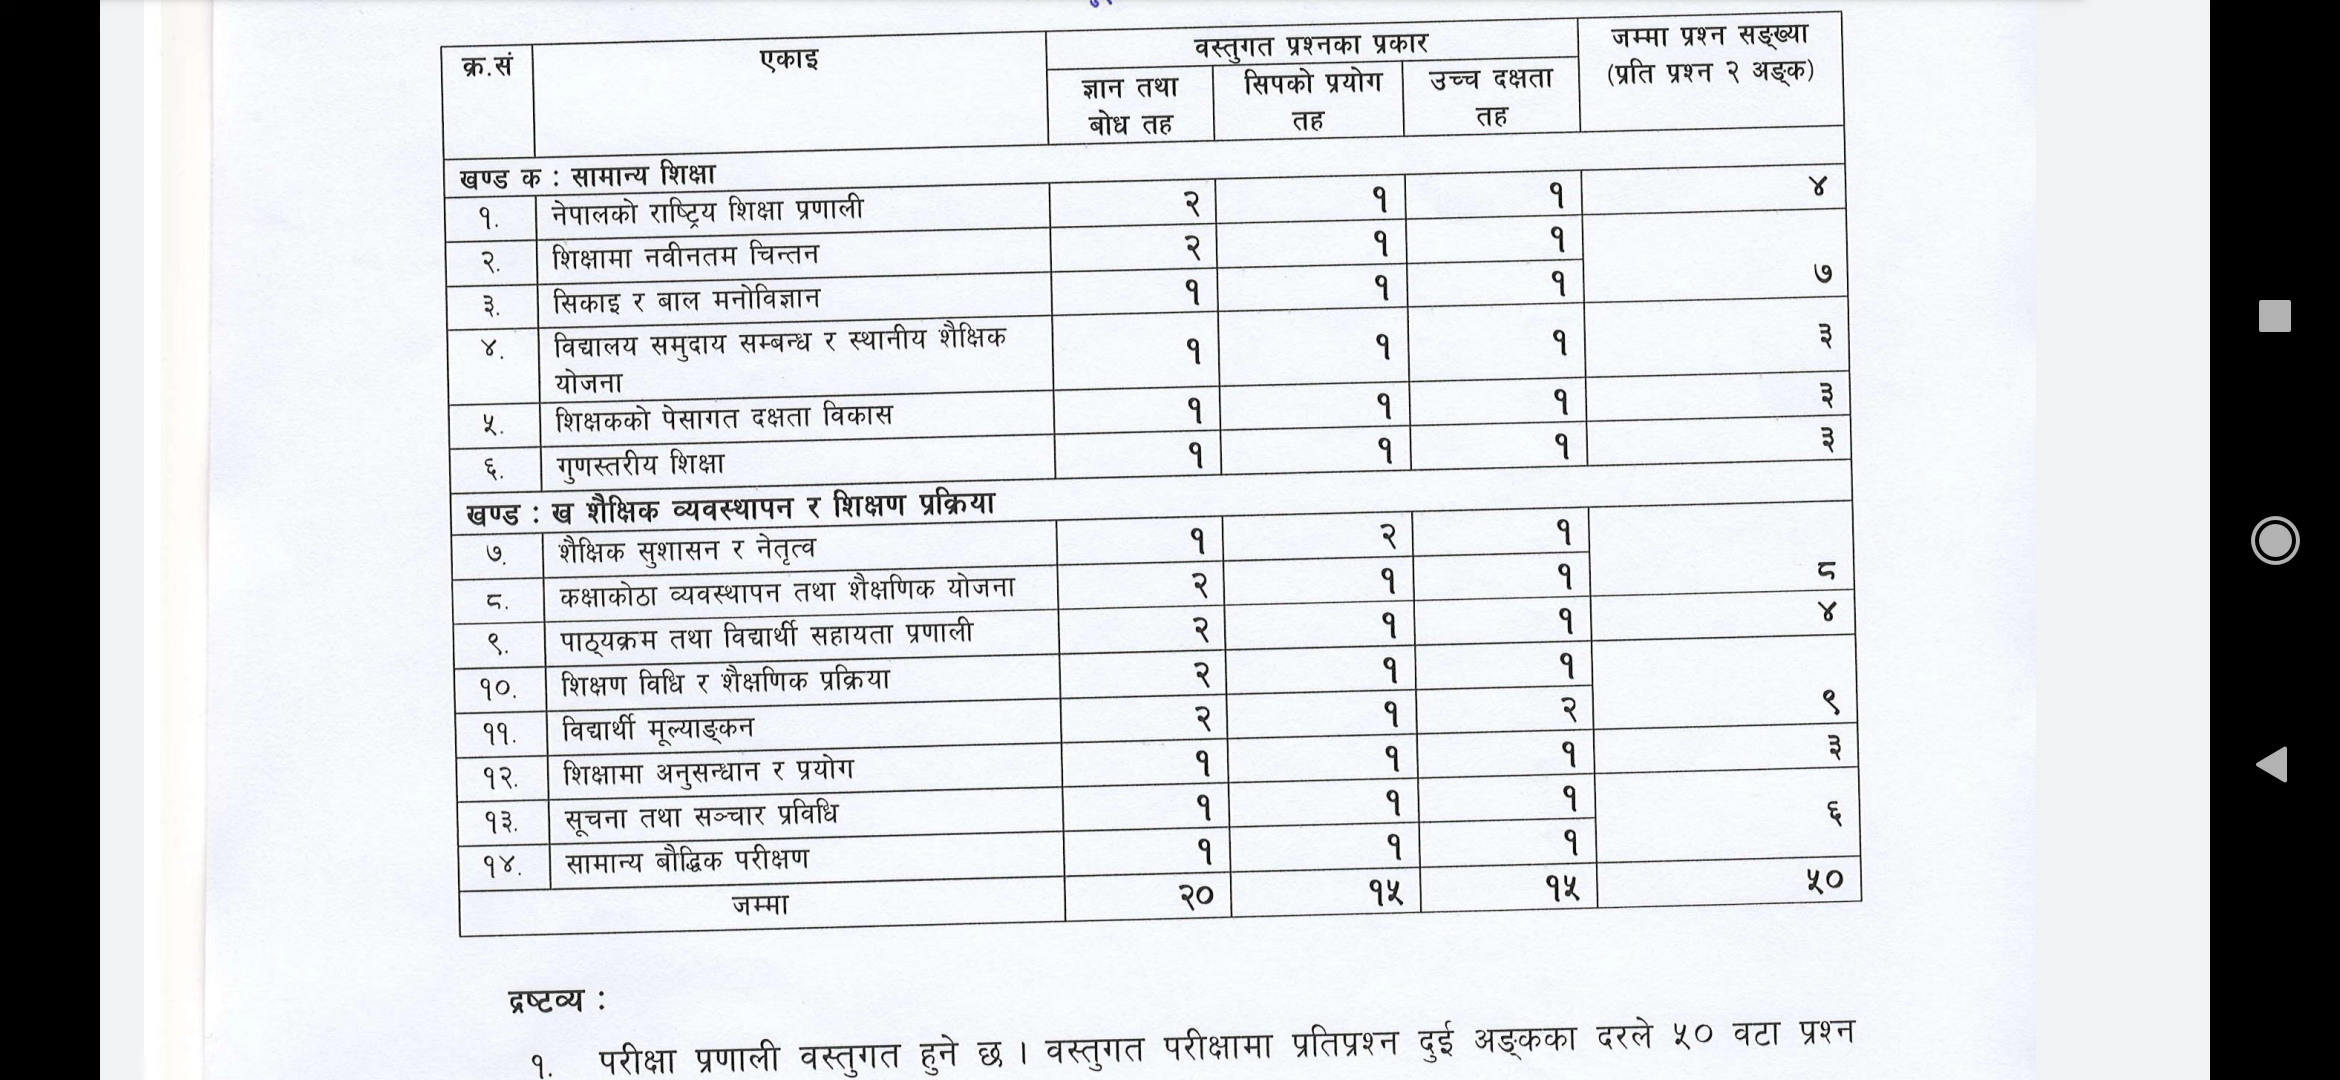 क्र.सं एकाइ वस्तुगत प्रश्नका प्रकार जम्मा प्रश्न सङ्ख्या
(प्रति प्रश्न २ अङ्क)
ज्ञान तथा सिपको प्रयोग उच्च दक्षता
बोध तह तह तह
खण्ड क : सामान्य शिक्षा
१. नेपालको राष्ट्रिय शिक्षा प्रणाली २ १ १ ४
२. शिक्षामा नवीनतम चिन्तन २ १ १
३. सिकाइ र बाल मनोविज्ञान १ १ १ ७
४. विद्यालय समुदाय सम्बन्ध र स्थानीय शैक्षिक १ १ १ ३
योजना
५. शिक्षकको पेसागत दक्षता विकास १ १ १ ३
६. गुणस्तरीय शिक्षा १ १ १ ३
खण्ड : ख शैक्षिक व्यवस्थापन र शिक्षण प्रक्रिया
७. शैक्षिक सुशासन र नेतृत्व १ २ १
८. कक्षाकोठा व्यवस्थापन तथा शैक्षणिक योजना २ १ १ ८
९. पाठ्यक्रम तथा विद्यार्थी सहायता प्रणाली २ १ १ ४
१०. शिक्षण विधि र शैक्षणिक प्रक्रिया २ १ १
११. विद्यार्थी मूल्याङ्कन २ १ २ ९
१२. शिक्षामा अनुसन्धान र प्रयोग १ १ १ ३
१३. सूचना तथा सञ्चार प्रविधि १ १ १ ६
१४. सामान्य बौद्धिक परीक्षण १ १ १
जम्मा २० १५ १५ ५०
द्रष्टव्य :
१. परीक्षा प्रणाली वस्तुगत हुने छ । वस्तुगत परीक्षामा प्रतिप्रश्न दुई अङ्कका दरले ५० वटा प्रश्न